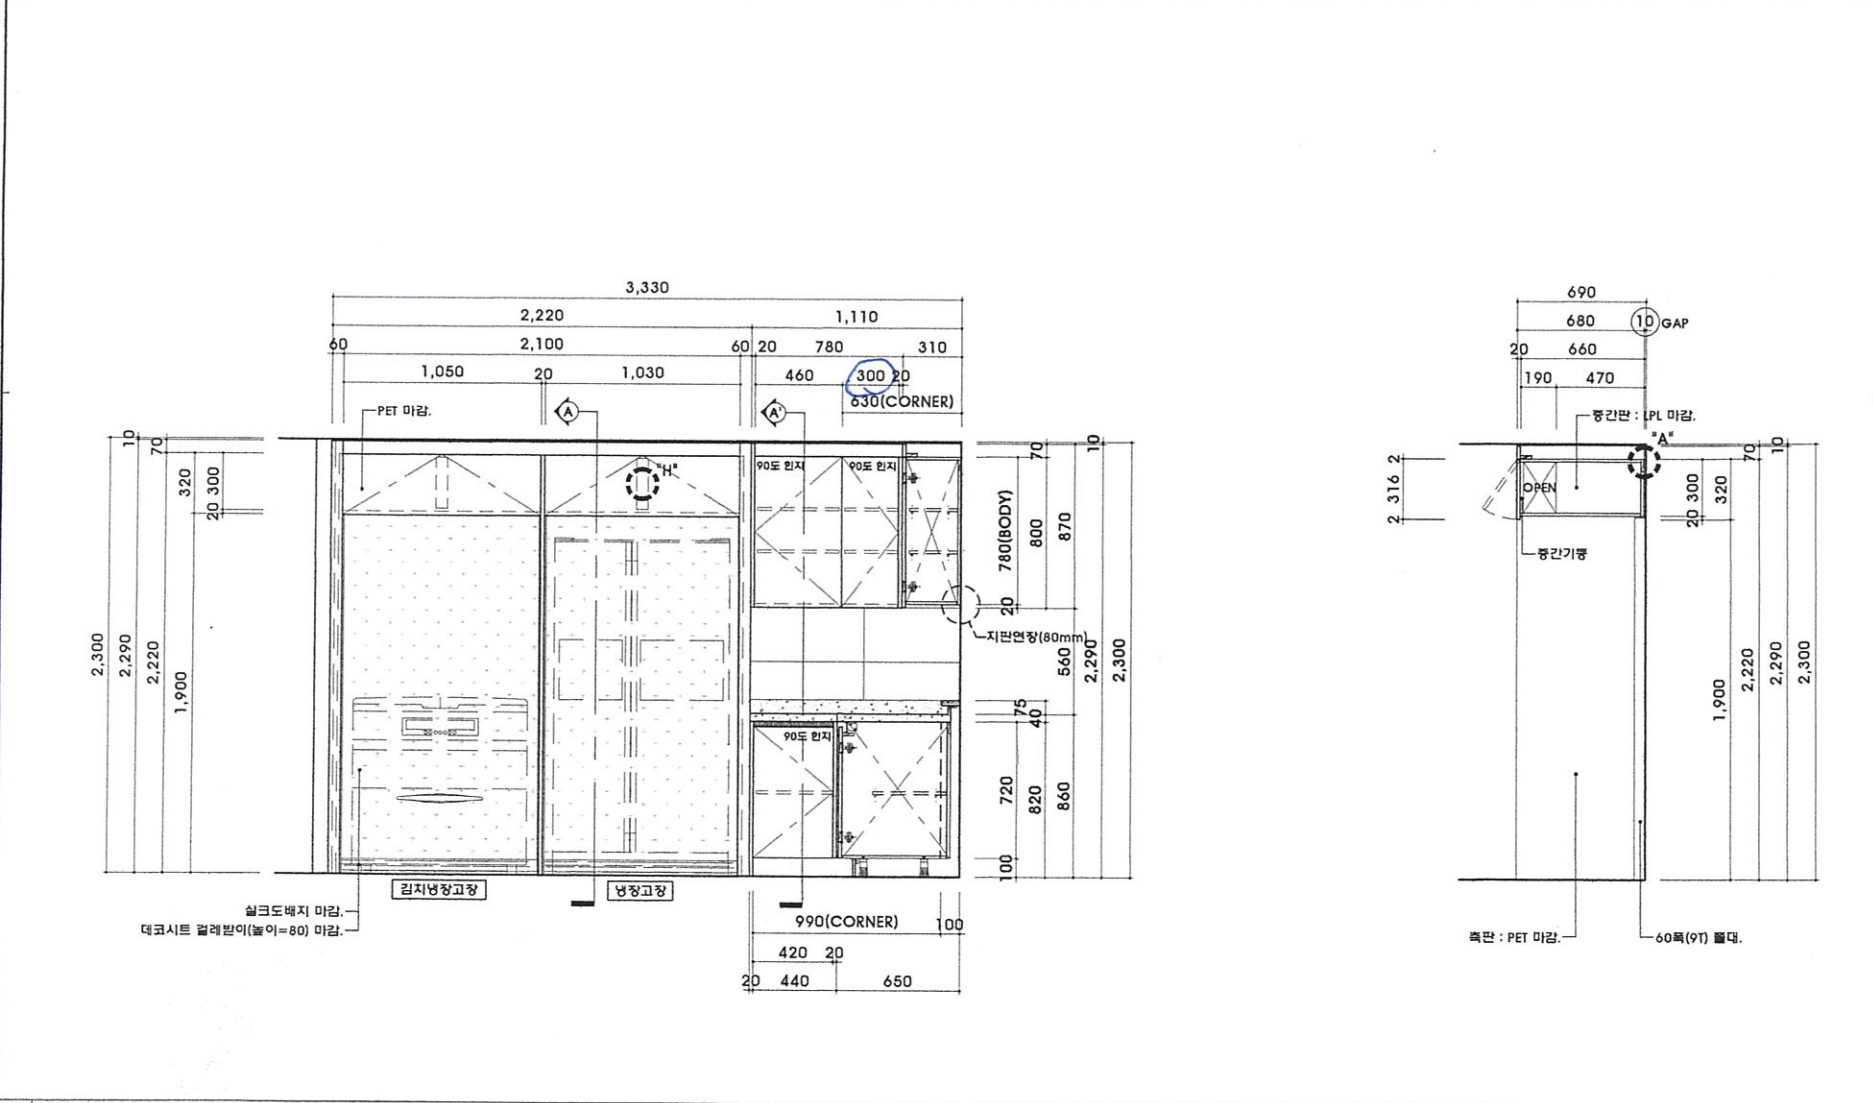 3,330
2,220
1,110
60
2,100
60
20
780
310
1,050
20
1,030
460
300
20
630(CORNER)
PET 마감.
A
A'
10
70
320
20 300
2,300
2,290
2,220
1,900
"H"
90도 힌지
90도 힌지
70
10
780(BODY)
800
870
20
지판연장(80mm)
560
2,290
2,300
75
40
90도 힌지
720
820
860
100
김치냉장고장
냉장고장
실크도배지 마감.
데코시트 걸레받이(높이=80) 마감.
990(CORNER)
100
420
20
20
440
650
690
680
10
GAP
20
660
190
470
중간판 : LPL 마감.
"A"
2
316
2
OPEN
중간기둥
70
10
20 300
320
1,900
2,220
2,290
2,300
측판 : PET 마감.
60폭(9T) 쫄대.